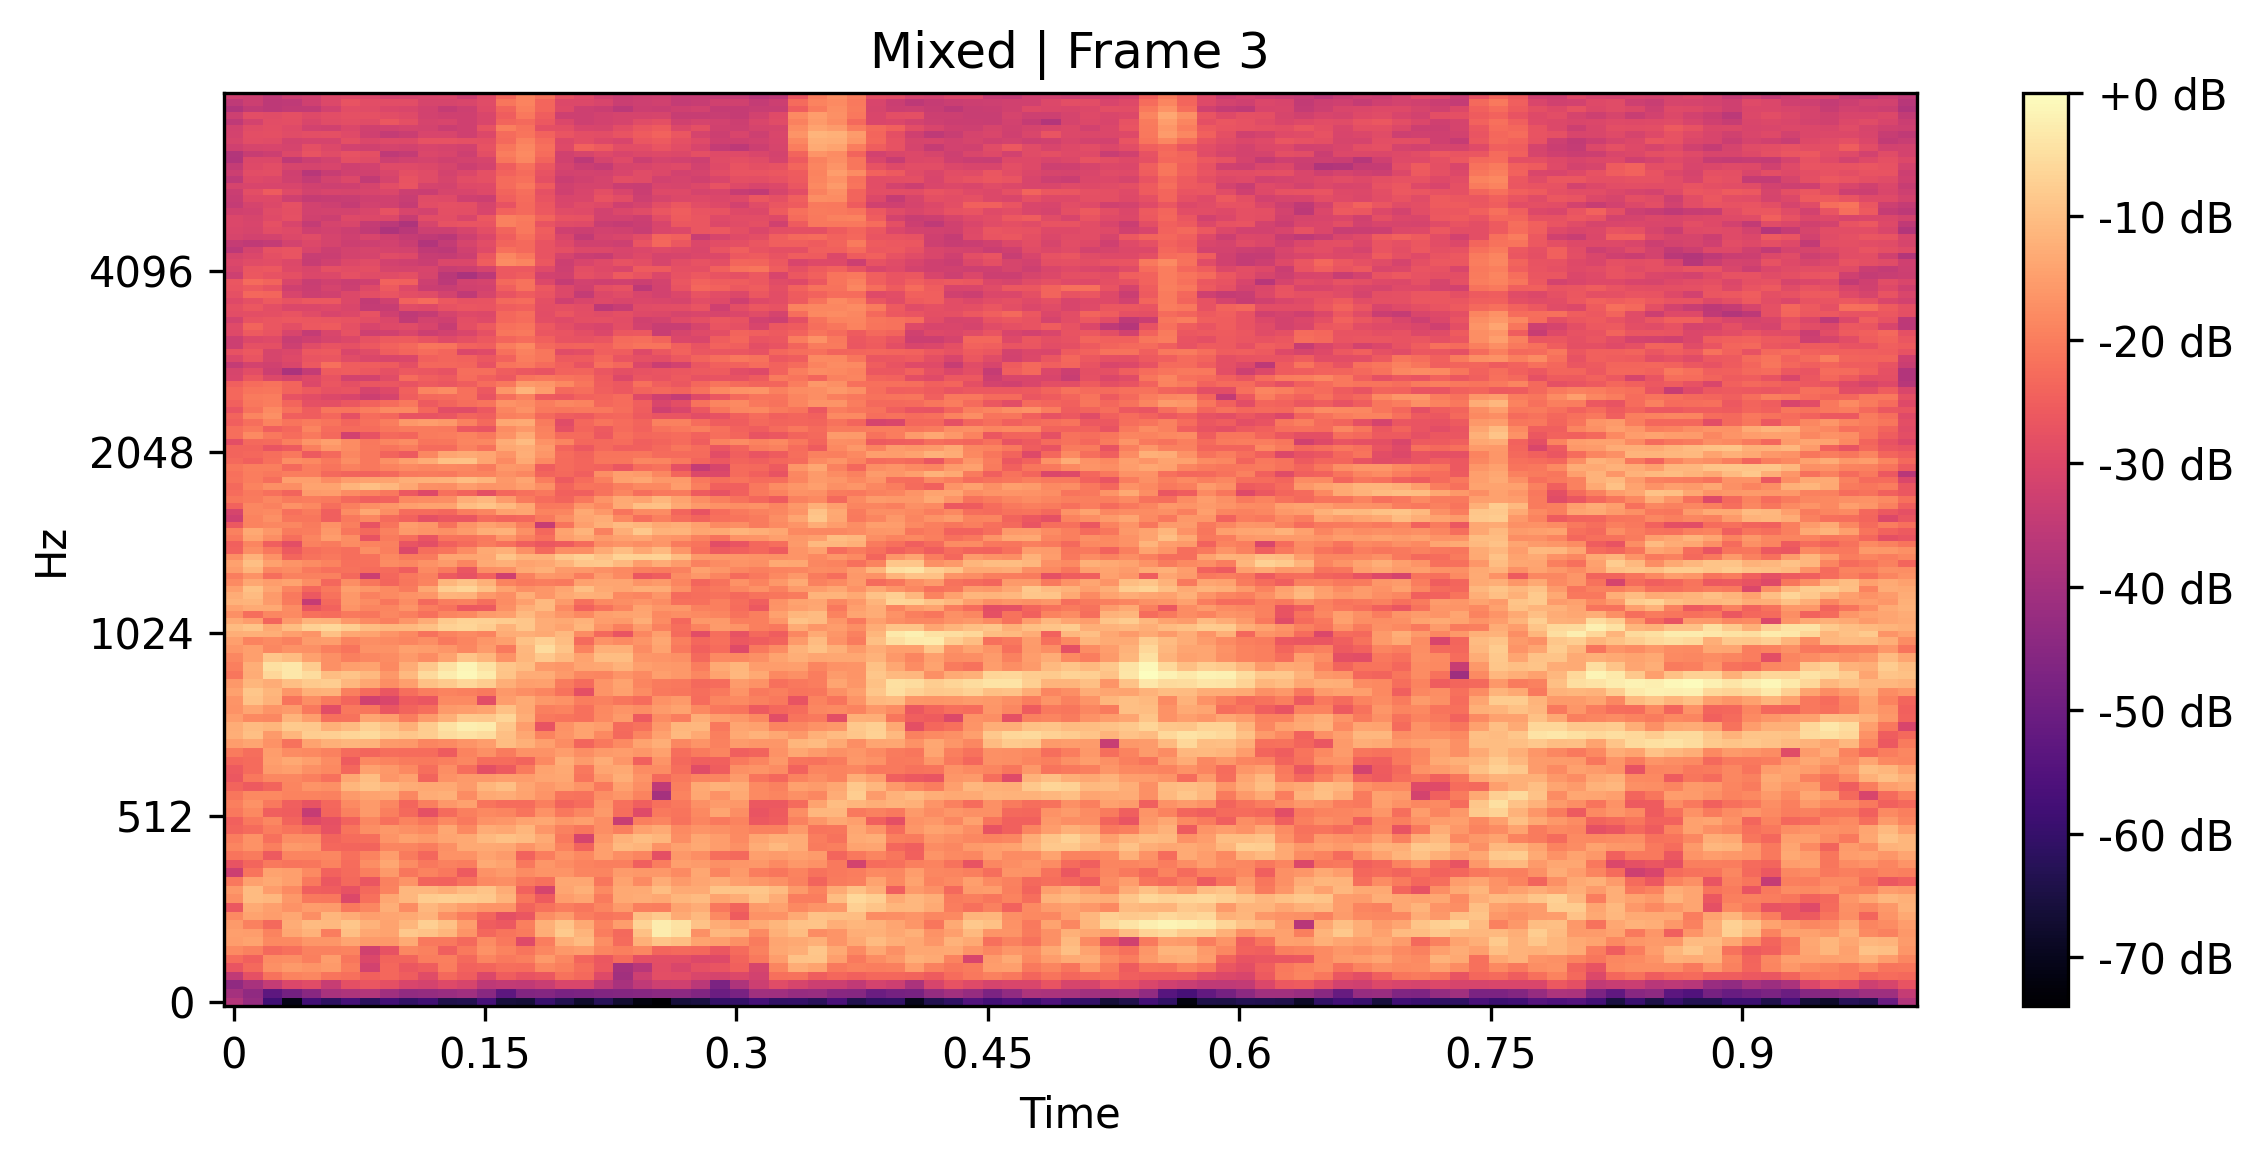 Mixed | Frame 3
+0 dB
-10 dB
-20 dB
-30 dB
-40 dB
-50 dB
-60 dB
-70 dB
4096
2048
1024
512
0
Hz
0 0.15 0.3 0.45 0.6 0.75 0.9
Time